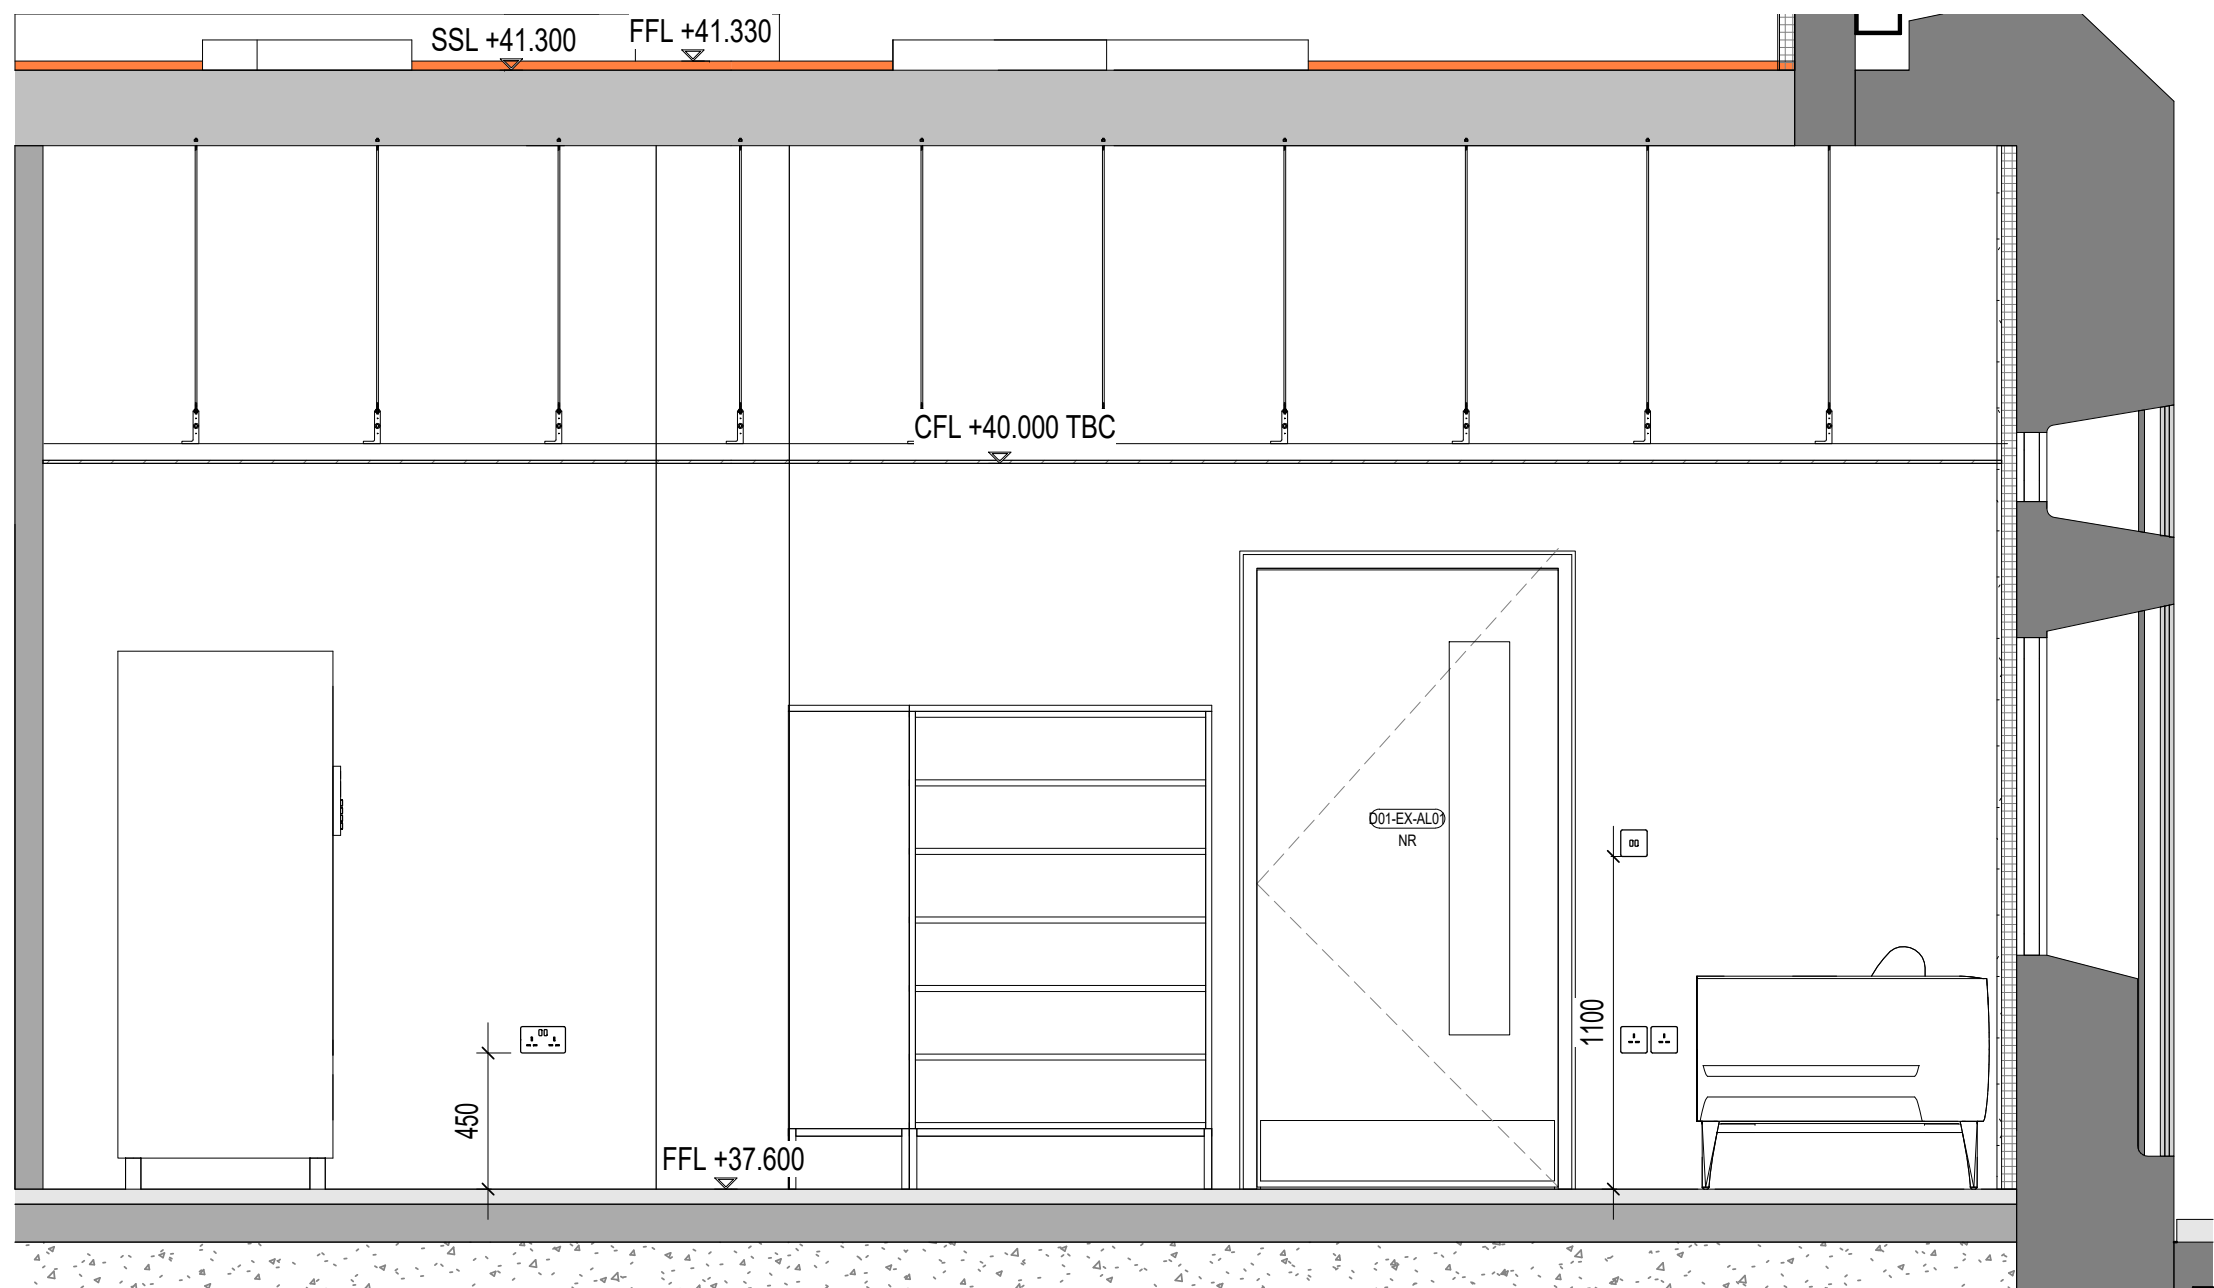 SSL +41.300
FFL +41.330
CFL +40.000 TBC
D01-EX-AL01
NR
1100
450
FFL +37.600